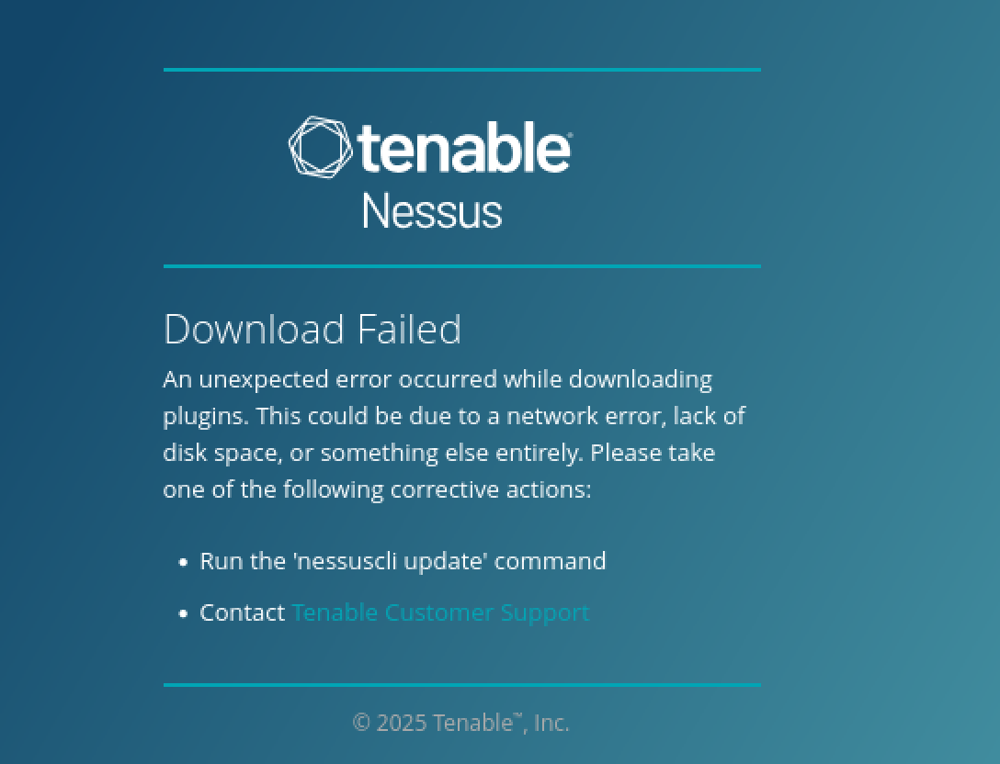 tenable
Nessus
Download Failed
An unexpected error occurred while downloading
plugins. This could be due to a network error, lack of
disk space, or something else entirely. Please take
one of the following corrective actions:
• Run the 'nessuscli update' command
• Contact Tenable Customer Support
© 2025 Tenable™, Inc.